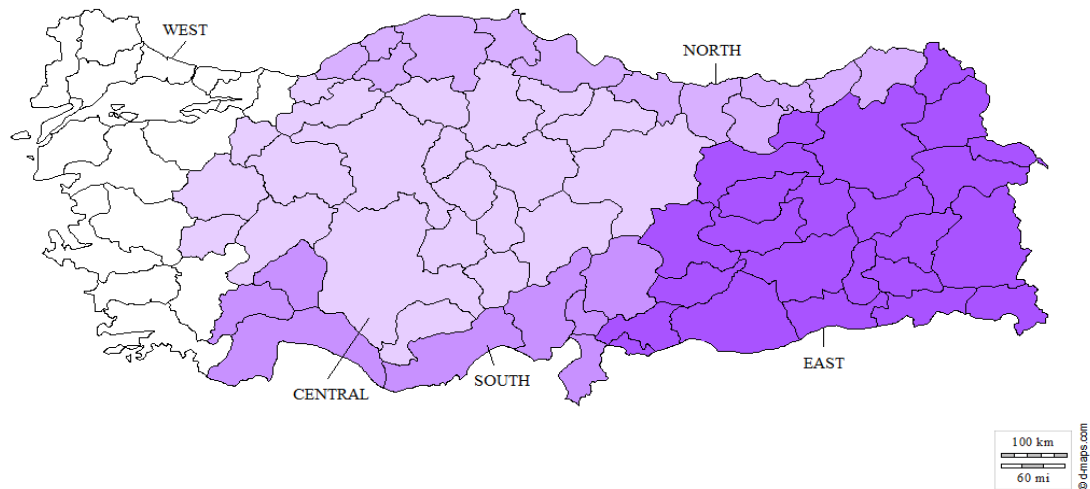 WEST
NORTH
EAST
SOUTH
CENTRAL
100 km
60 mi
© d-maps.com